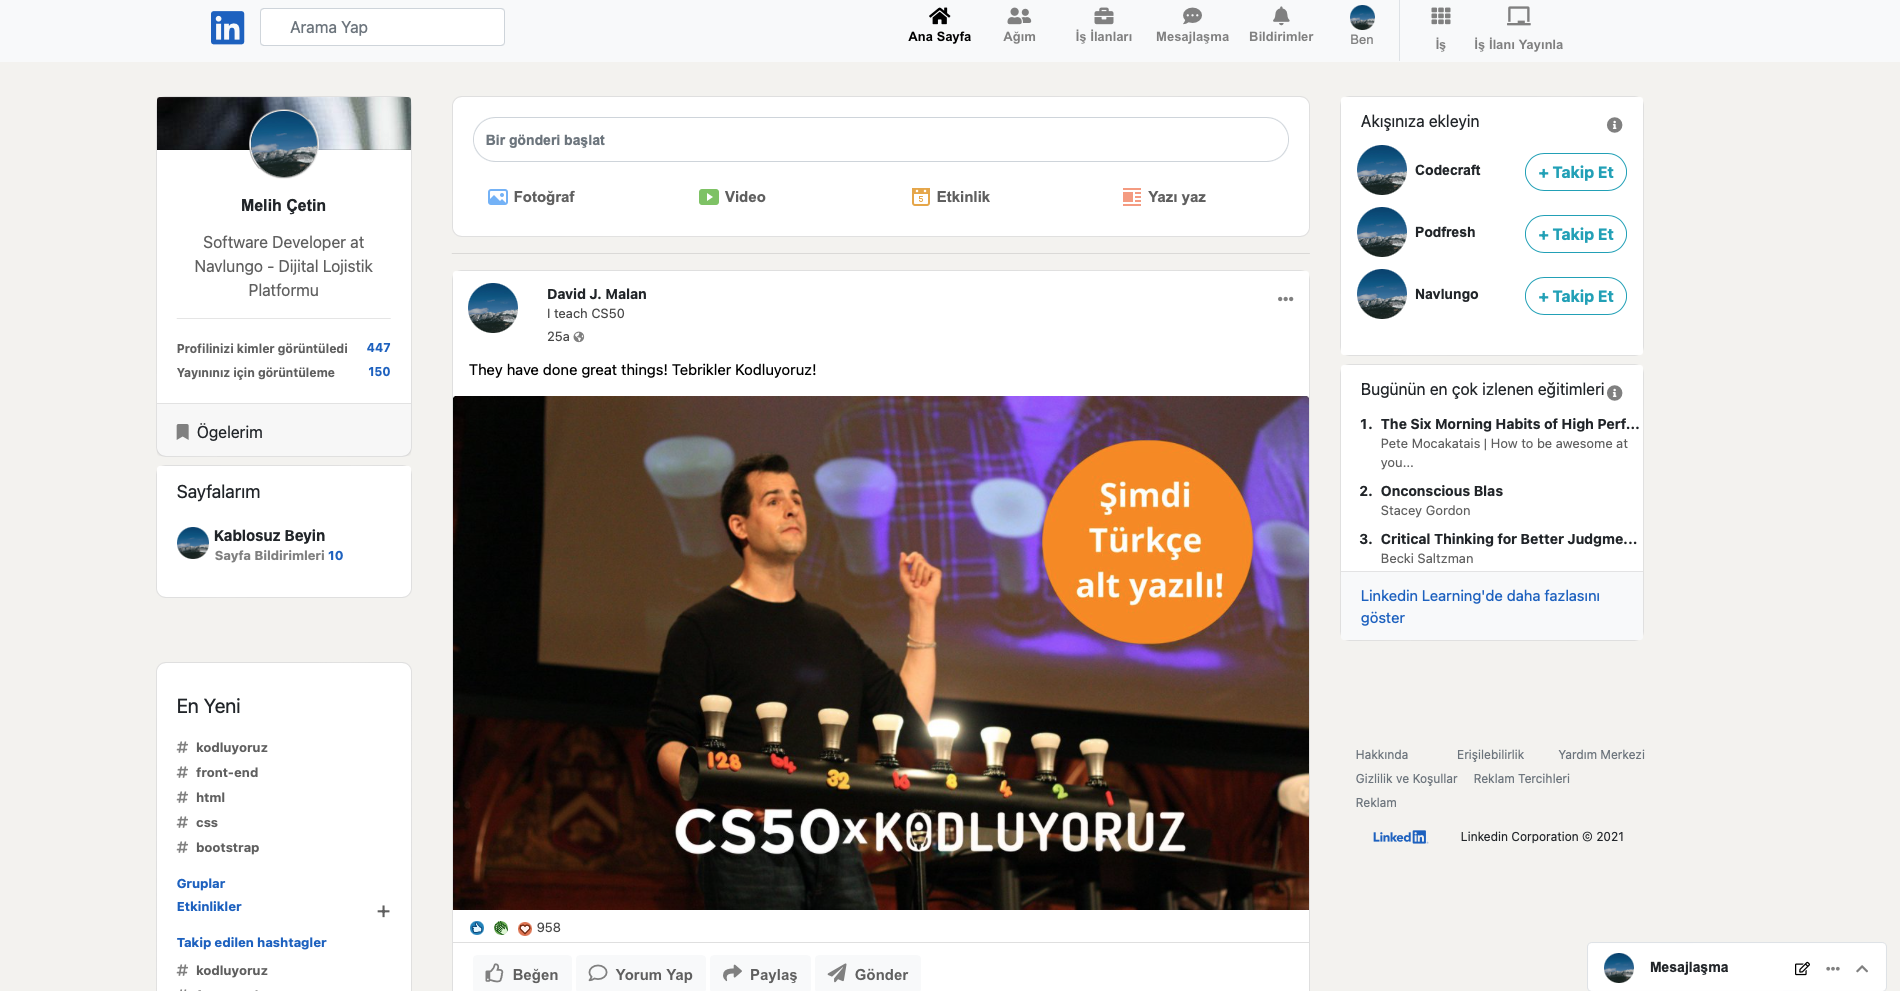 in
Arama Yap
Ana Sayfa
Ağım
İş İlanları
Mesajlaşma
Bildirimler
Ben
İş
İş İlanı Yayınla
Melih Çetin
Software Developer at
Navlungo - Dijital Lojistik
Platformu
Profilinizi kimler görüntüledi 447
Yayınınız için görüntüleme 150
Ögelerim
Sayfalarım
Kablosuz Beyin
Sayfa Bildirimleri 10
En Yeni
# kodluyoruz
# front-end
# html
# css
# bootstrap
Gruplar
Etkinlikler
+
Takip edilen hashtagler
# kodluyoruz
Bir gönderi başlat
Fotoğraf
Video
5 Etkinlik
Yazı yaz
David J. Malan
I teach CS50
25a
They have done great things! Tebrikler Kodluyoruz!
Şimdi
Türkçe
alt yazılı!
128 64 32 16 8 4 2 1
CS50xKODLUYORUZ
958
Beğen
Yorum Yap
Paylaş
Gönder
Akışınıza ekleyin
Codecraft
+ Takip Et
Podfresh
+ Takip Et
Navlungo
+ Takip Et
Bugünün en çok izlenen eğitimleri
1. The Six Morning Habits of High Perf...
Pete Mocakatais | How to be awesome at
you...
2. Onconscious Blas
Stacey Gordon
3. Critical Thinking for Better Judgme...
Becki Saltzman
Linkedin Learning'de daha fazlasını
göster
Hakkında Erişilebilirlik Yardım Merkezi
Gizlilik ve Koşullar Reklam Tercihleri
Reklam
Linkedin Linkedin Corporation © 2021
Mesajlaşma